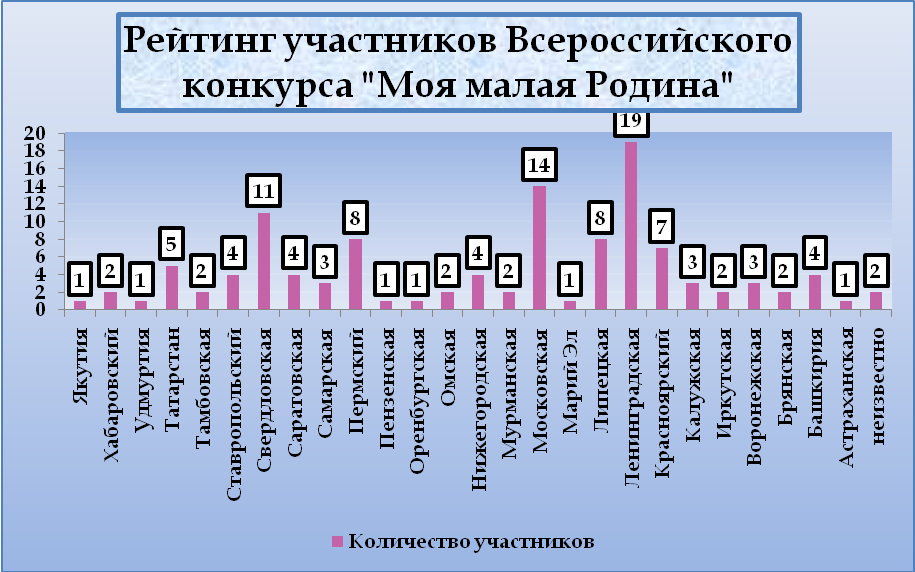 Рейтинг участников Всероссийского
конкурса "Моя малая Родина"
20
18
16
14
12
10
8
6
4
2
0
1
2
1
5
2
4
11
4
3
8
1
1
2
4
2
14
1
8
19
7
3
2
3
2
4
1
2
Якутия
Хабаровский
Удмуртия
Татарстан
Тамбовская
Ставропольский
Свердловская
Саратовская
Самарская
Пермский
Пензенская
Оренбургская
Омская
Нижегородская
Мурманская
Московская
Марий Эл
Липецкая
Ленинградская
Красноярский
Калужская
Иркутская
Воронежская
Брянская
Башкирия
Астраханская
неизвестно
Количество участников